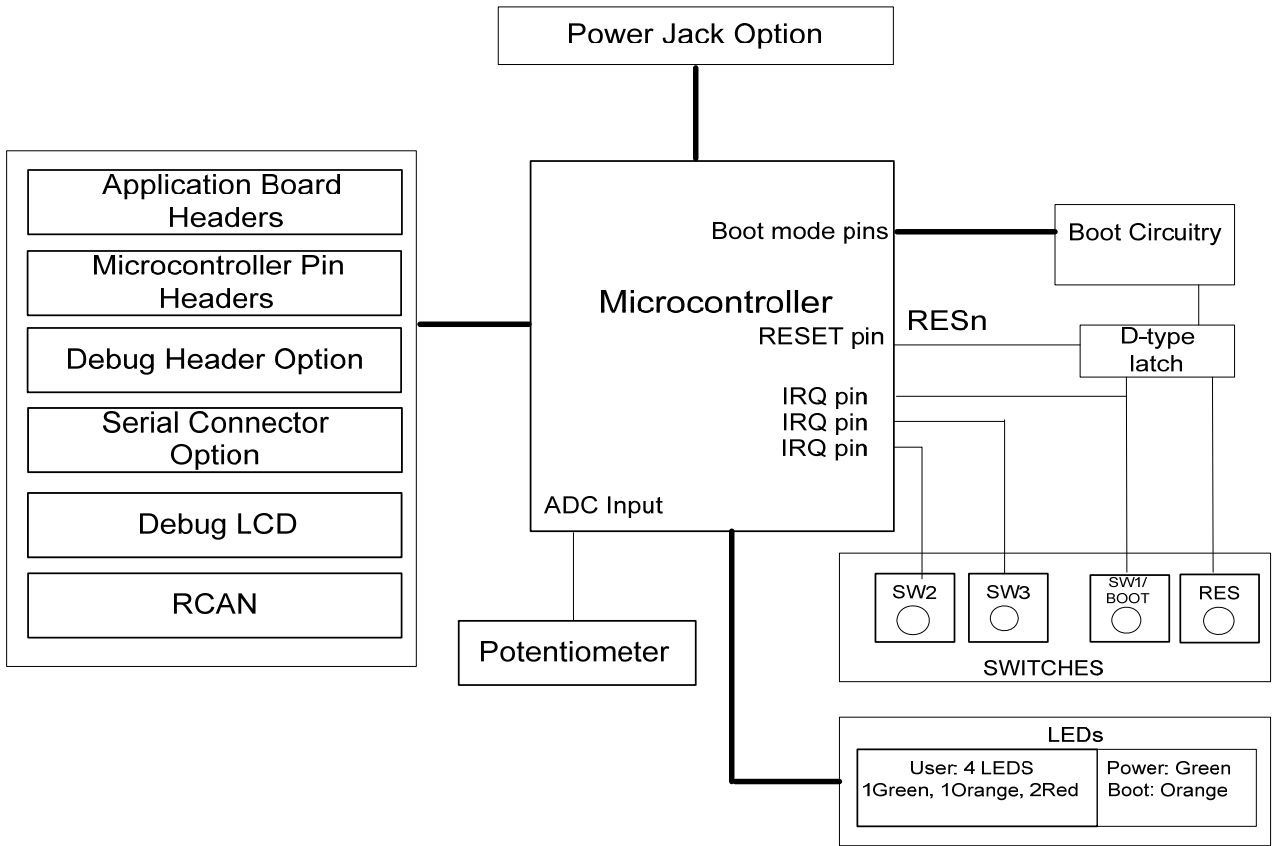 Power Jack Option
Application Board
Headers
Microcontroller Pin
Headers
Debug Header Option
Serial Connector
Option
Debug LCD
RCAN
Boot mode pins
Microcontroller
RESET pin
IRQ pin
IRQ pin
IRQ pin
ADC Input
RESn
Boot Circuitry
D-type
latch
Potentiometer
SW2
SW3
SW1/
BOOT
RES
SWITCHES
LEDs
User: 4 LEDS
1Green, 1Orange, 2Red
Power: Green
Boot: Orange